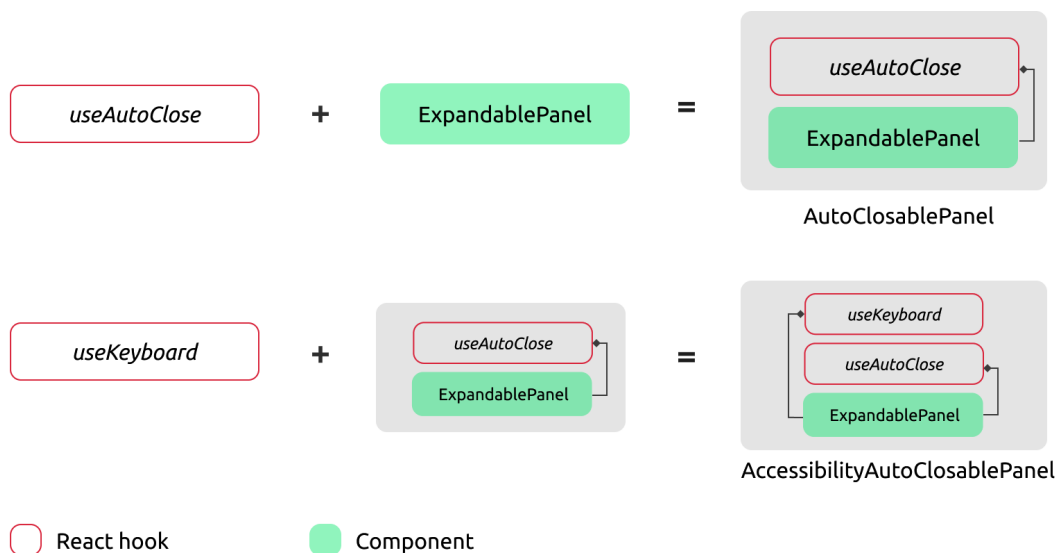 useAutoClose + ExpandablePanel = useAutoClose
ExpandablePanel
AutoClosablePanel
useKeyboard + useAutoClose
ExpandablePanel = useKeyboard
useAutoClose
ExpandablePanel
AccessibilityAutoClosablePanel
React hook
Component